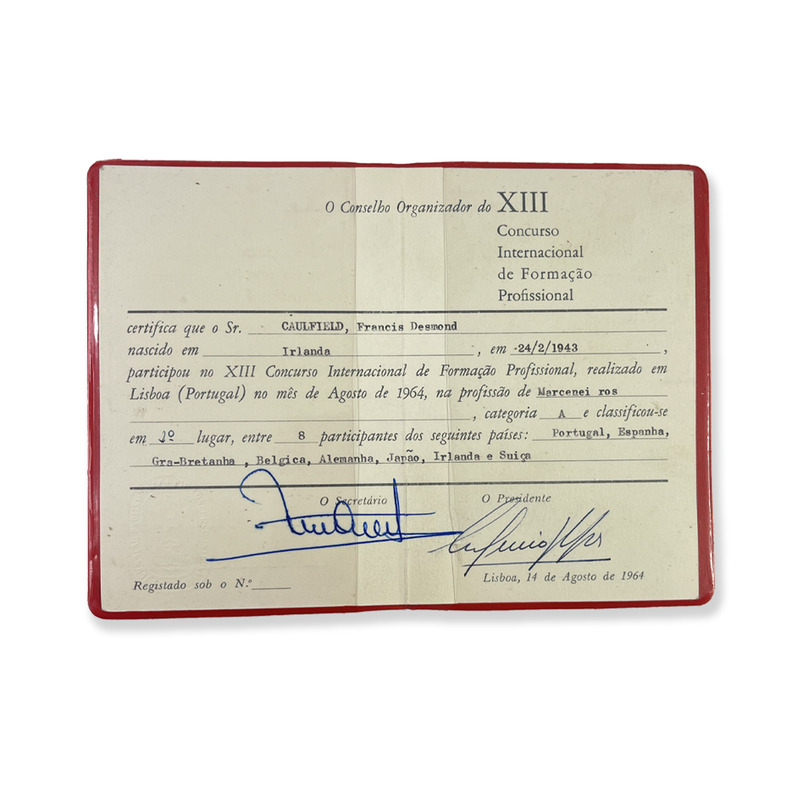 O Conselho Organizador do XIII
Concurso
Internacional
de Formação
Profissional
certifica que o Sr. CAULFIELD, Francis Desmond
nascido em Irlanda , em -24/2/1943 ,
participou no XIII Concurso Internacional de Formação Profissional, realizado em
Lisboa (Portugal) no mês de Agosto de 1964, na profissão de Marcenei ros
, categoria A e classificou-se
em 1º lugar, entre 8 participantes dos seguintes países: Portugal, Espanha,
Gra-Bretanha , Belgica, Alemanha, Japão, Irlanda e Suiça
O Secretário O Presidente
Lisboa, 14 de Agosto de 1964
Registado sob o N.º